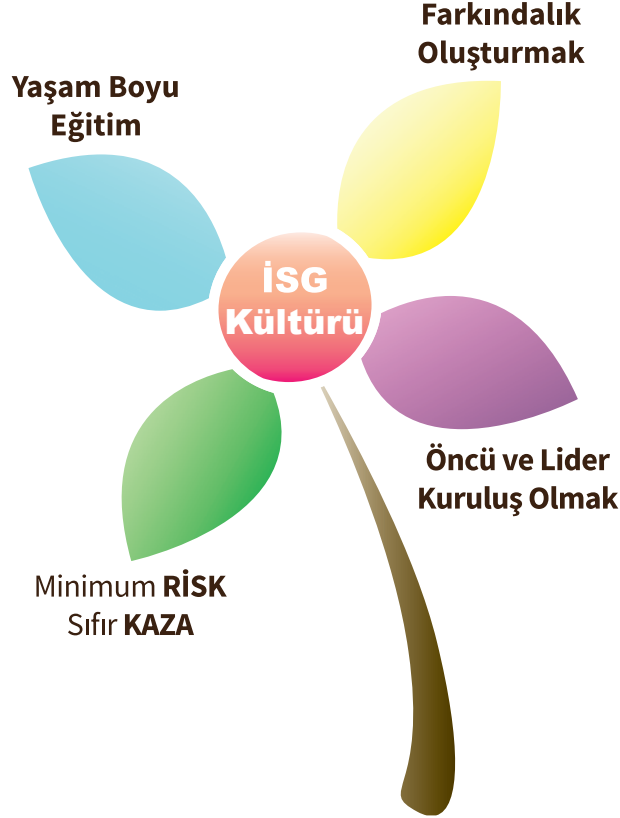 Farkındalık
Oluşturmak
Yaşam Boyu
Eğitim
İSG
Kültürü
Öncü ve Lider
Kuruluş Olmak
Minimum RİSK
Sıfır KAZA